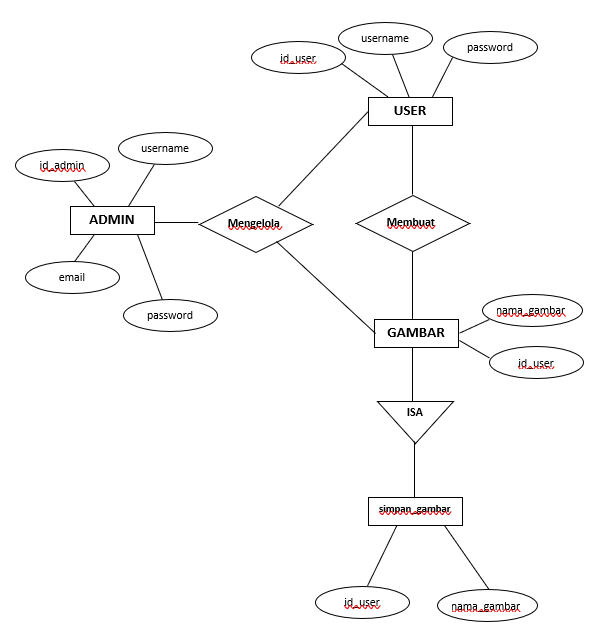 username
id_user
password
USER
username
id_admin
ADMIN
Mengelola
Membuat
email
password
nama_gambar
GAMBAR
id_user
ISA
simpan_gambar
id_user
nama_gambar